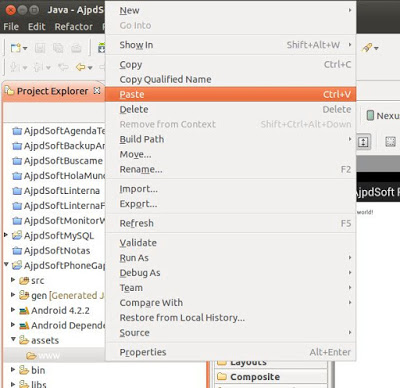 Java - AjpdSof
File Edit Refactor
Project Explorer
AjpdSoftAgendaTe
AjpdSoftBackupAn
AjpdSoftBuscame
AjpdSoftHolaMund
AjpdSoftLinterna
AjpdSoftLinternaF
AjpdSoftMonitorW
AjpdSoftMySQL
AjpdSoftNotas
AjpdSoftPhoneGap
src
gen [Generated J
Android 4.2.2
Android Depende
assets
www
bin
libs
New
Go Into
Show In Shift+Alt+W
Copy Ctrl+C
Copy Qualified Name
Paste Ctrl+V
Delete Delete
Remove from Context Shift+Ctrl+Alt+Down
Build Path
Move...
Rename... F2
Import...
Export...
Refresh F5
Validate
Run As
Debug As
Team
Compare With
Restore from Local History...
Source
Properties Alt+Enter
Nexus
AjpdSoft F
world!
Layouts
Composite